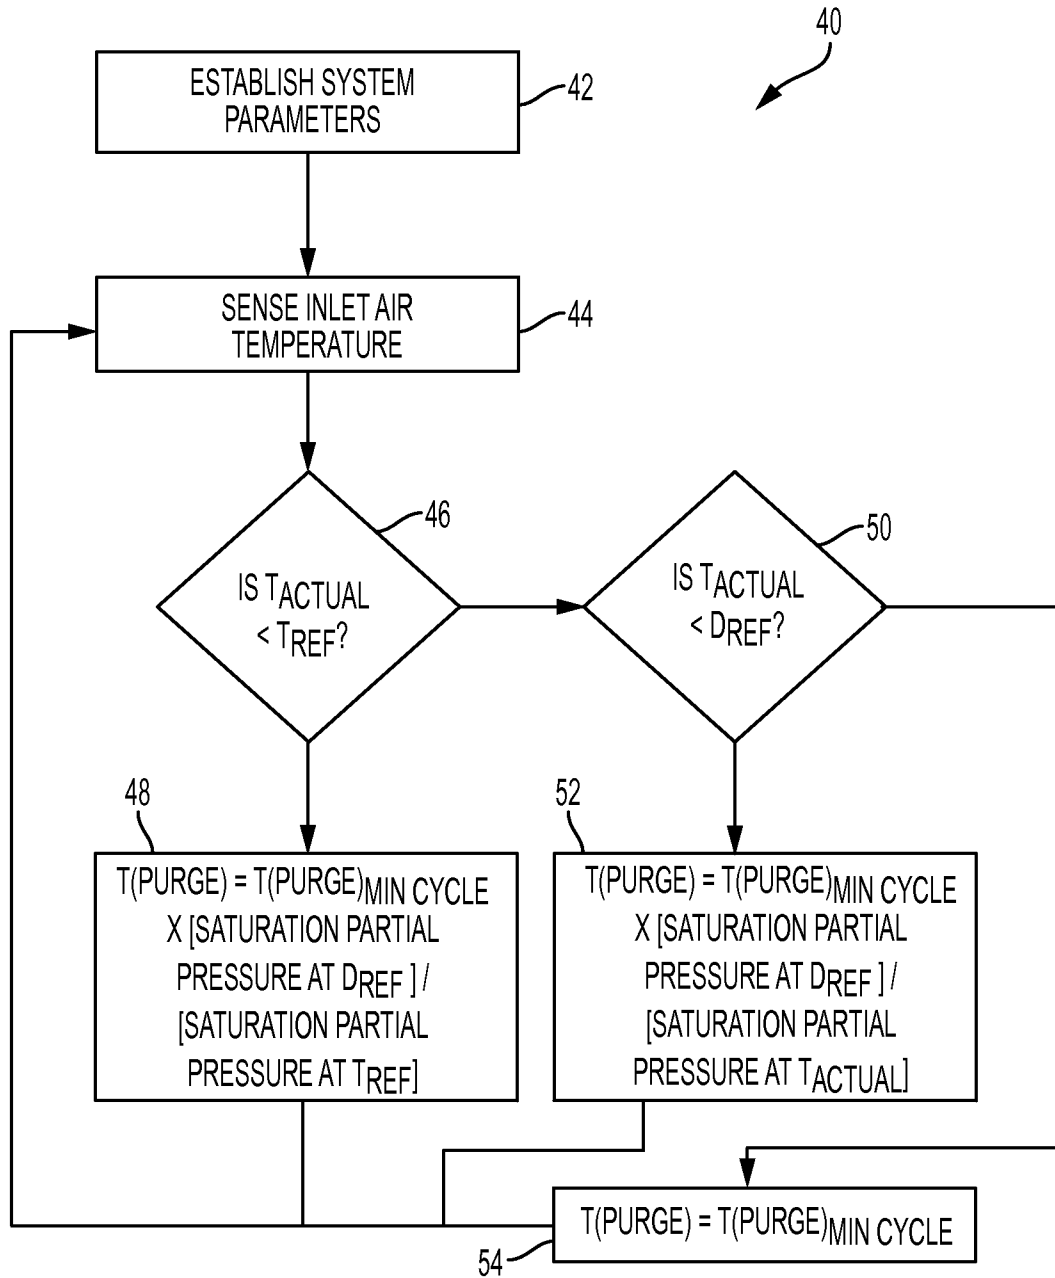 40
ESTABLISH SYSTEM
PARAMETERS
42
SENSE INLET AIR
TEMPERATURE
44
IS TACTUAL
< TREF?
46
IS TACTUAL
< DREF?
50
48
T(PURGE) = T(PURGE)MIN CYCLE
X [SATURATION PARTIAL
PRESSURE AT DREF ] /
[SATURATION PARTIAL
PRESSURE AT TREF]
52
T(PURGE) = T(PURGE)MIN CYCLE
X [SATURATION PARTIAL
PRESSURE AT DREF ] /
[SATURATION PARTIAL
PRESSURE AT TACTUAL]
T(PURGE) = T(PURGE)MIN CYCLE
54